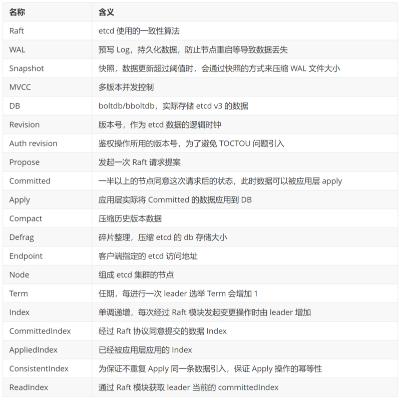 名称 含义
Raft etcd 使用的一致性算法
WAL 预写 Log，持久化数据，防止节点重启等导致数据丢失
Snapshot 快照，数据更新超过阈值时，会通过快照的方式来压缩 WAL 文件大小
MVCC 多版本并发控制
DB boltdb/bboltdb，实际存储 etcd v3 的数据
Revision 版本号，作为 etcd 数据的逻辑时钟
Auth revision 鉴权操作所用的版本号，为了避免 TOCTOU 问题引入
Propose 发起一次 Raft 请求提案
Committed 一半以上的节点同意这次请求后的状态，此时数据可以被应用层 apply
Apply 应用层实际将 Committed 的数据应用到 DB
Compact 压缩历史版本数据
Defrag 碎片整理，压缩 etcd 的 db 存储大小
Endpoint 客户端指定的 etcd 访问地址
Node 组成 etcd 集群的节点
Term 任期，每进行一次 leader 选举 Term 会增加 1
Index 单调递增，每次经过 Raft 模块发起变更操作时由 leader 增加
CommittedIndex 经过 Raft 协议同意提交的数据 Index
AppliedIndex 已经被应用层应用的 Index
ConsistentIndex 为保证不重复 Apply 同一条数据引入，保证 Apply 操作的幂等性
ReadIndex 通过 Raft 模块获取 leader 当前的 committedIndex